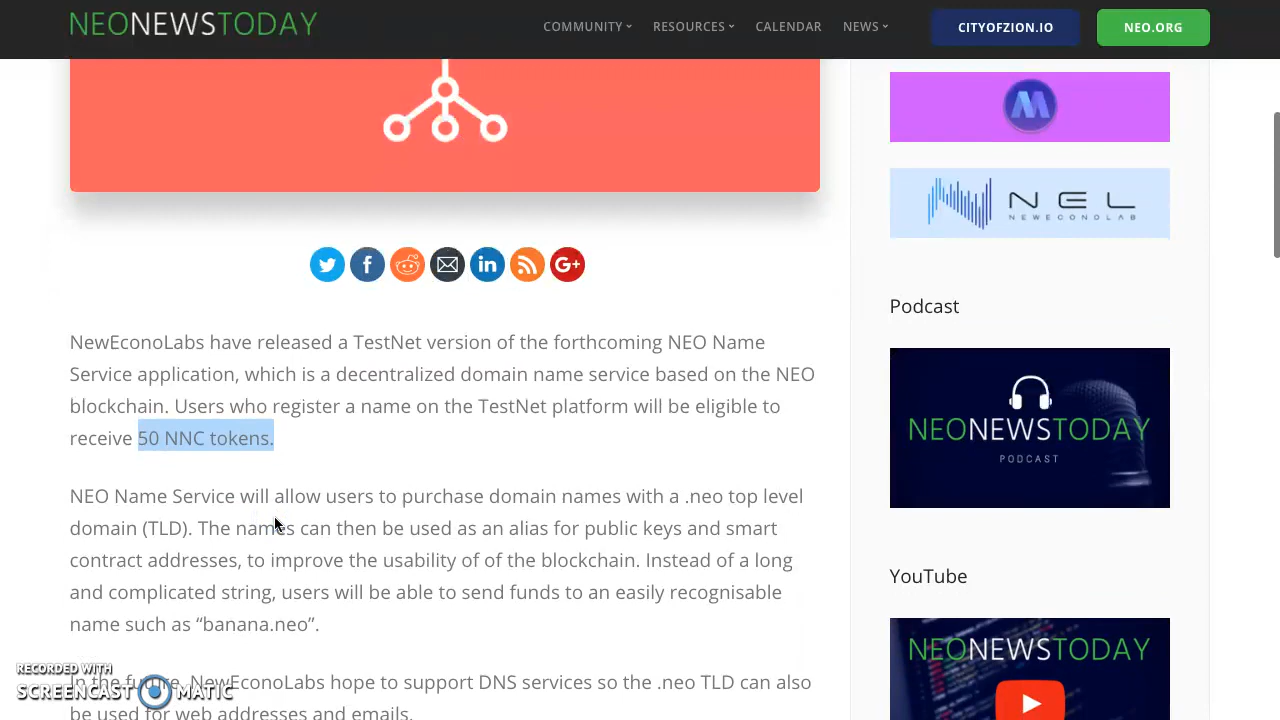 NEONEWSTODAY
COMMUNITY RESOURCES CALENDAR NEWS CITYOFZION.IO NEO.ORG
NewEconoLabs have released a TestNet version of the forthcoming NEO Name
Service application, which is a decentralized domain name service based on the NEO
blockchain. Users who register a name on the TestNet platform will be eligible to
receive 50 NNC tokens.
NEO Name Service will allow users to purchase domain names with a .neo top level
domain (TLD). The names can then be used as an alias for public keys and smart
contract addresses, to improve the usability of of the blockchain. Instead of a long
and complicated string, users will be able to send funds to an easily recognisable
name such as “banana.neo”.
In the future, NewEconoLabs hope to support DNS services so the .neo TLD can also
be used for web addresses and emails.
RECORDED WITH
SCREENCAST MATIC
NEL
NEWECONOLAB
Podcast
NEONEWSTODAY
PODCAST
YouTube
NEONEWSTODAY